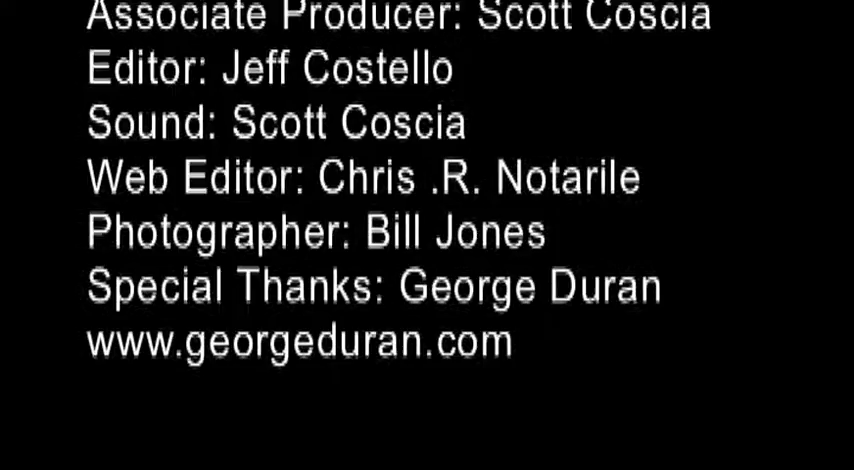 Associate Producer: Scott Coscia
Editor: Jeff Costello
Sound: Scott Coscia
Web Editor: Chris .R. Notarile
Photographer: Bill Jones
Special Thanks: George Duran
www.georgeduran.com